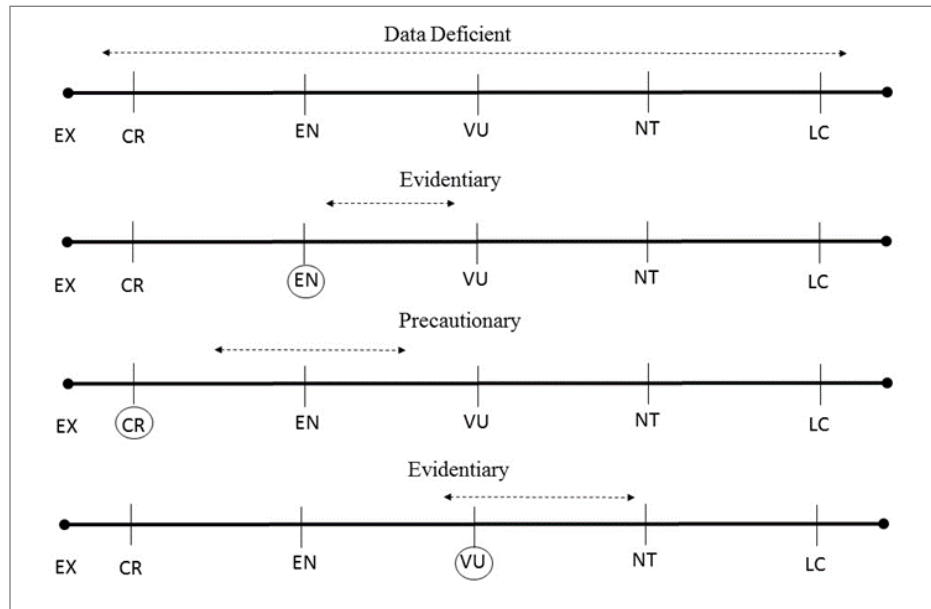 Data Deficient
EX CR EN VU NT LC
Evidentiary
EX CR EN VU NT LC
Precautionary
EX CR EN VU NT LC
Evidentiary
EX CR EN VU NT LC